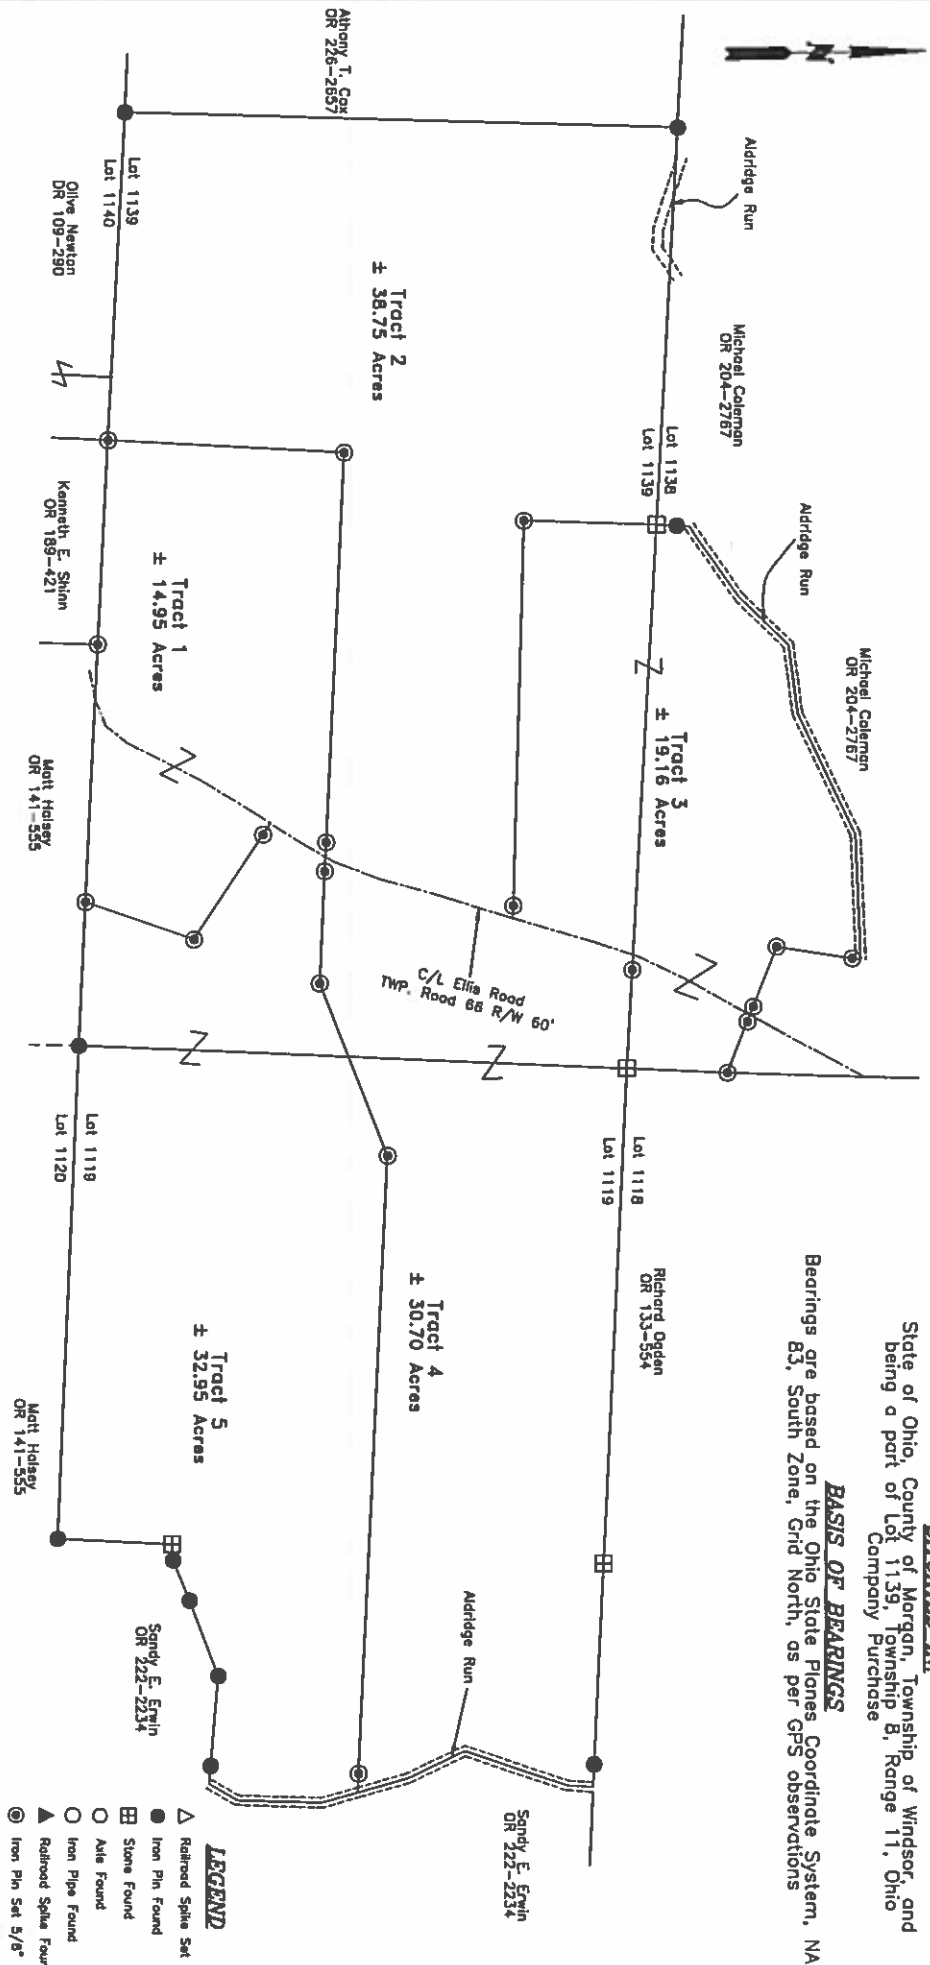 State of Ohio, County of Morgan, Township of Windsor, and
being a part of Lot 1139, Township 8, Range 11, Ohio
Company Purchase
BASIS OF BEARINGS
Bearings are based on the Ohio State Planes Coordinate System, NA
83, South Zone, Grid North, as per GPS observations
N
Aldridge Run
Michael Coleman
OR 204-2767
Aldridge Run
Michael Coleman
OR 204-2767
Athony T. Cox
OR 226-2657
Lot 1138
Lot 1139
Tract 2
± 38.75 Acres
Tract 3
± 19.16 Acres
Lot 1139
Lot 1140
Olive Newton
DR 109-290
Kenneth E. Shinn
OR 189-421
Tract 1
± 14.95 Acres
Matt Halsey
OR 141-555
C/L Ellis Road
TWP. Road 66 R/W 60'
Lot 1118
Lot 1119
Lot 1119
Lot 1120
Richard Ogden
OR 133-554
Tract 4
± 30.70 Acres
Tract 5
± 32.95 Acres
Matt Halsey
OR 141-555
Aldridge Run
Sandy E. Erwin
OR 222-2234
Sandy E. Erwin
OR 222-2234
LEGEND
Railroad Spike Set
Iron Pin Found
Stone Found
Axle Found
Iron Pipe Found
Railroad Spike Foun
Iron Pin Set 5/8"